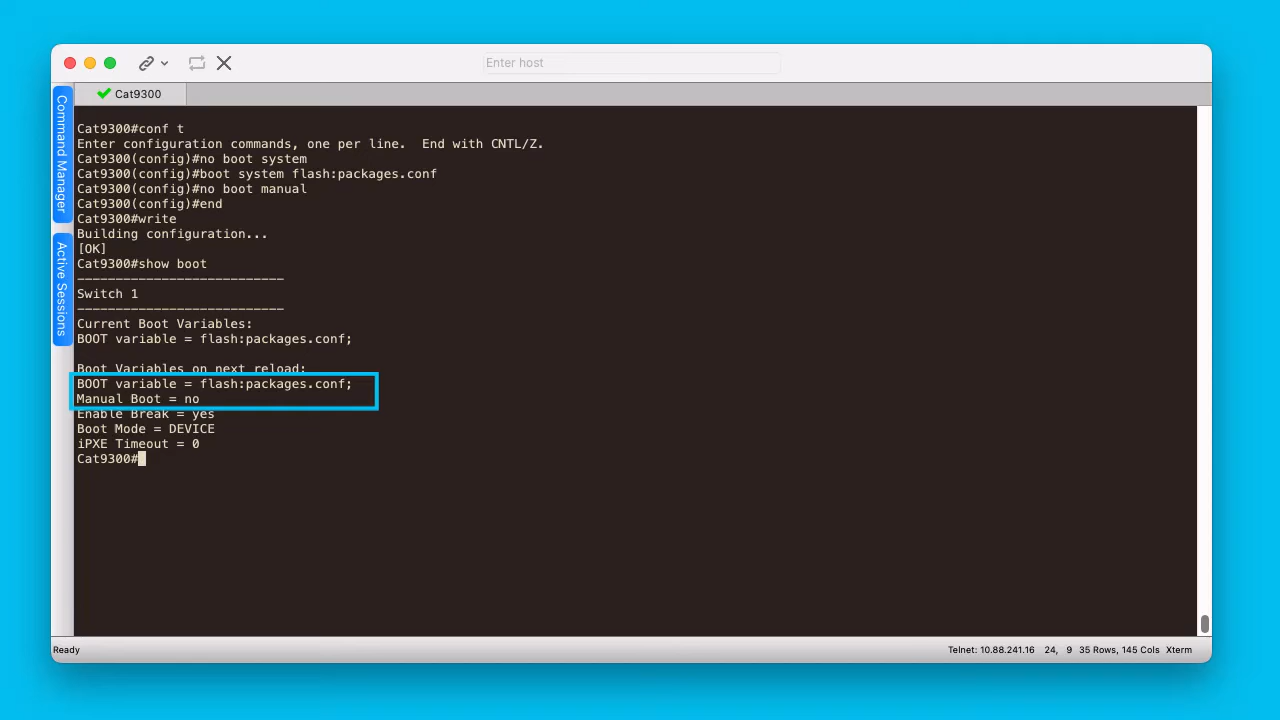 Enter host
Cat9300
Command Manager
Active Sessions
Cat9300#conf t
Enter configuration commands, one per line.  End with CNTL/Z.
Cat9300(config)#no boot system
Cat9300(config)#boot system flash:packages.conf
Cat9300(config)#no boot manual
Cat9300(config)#end
Cat9300#write
Building configuration...
[OK]
Cat9300#show boot
---------------------------
Switch 1
---------------------------
Current Boot Variables:
BOOT variable = flash:packages.conf;
Boot Variables on next reload:
BOOT variable = flash:packages.conf;
Manual Boot = no
Enable Break = yes
Boot Mode = DEVICE
iPXE Timeout = 0
Cat9300#
Ready
Telnet: 10.88.241.16  24,  9  35 Rows, 145 Cols  Xterm